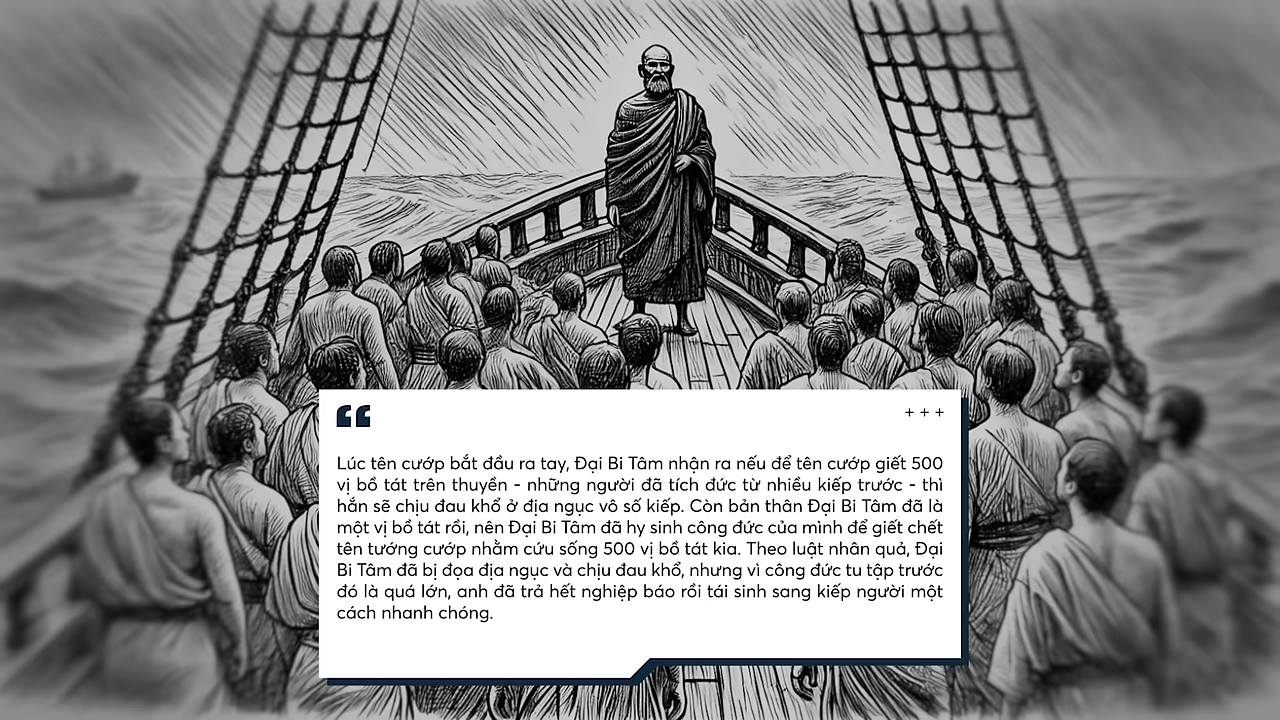 “
+ + +
Lúc tên cướp bắt đầu ra tay, Đại Bi Tâm nhận ra nếu để tên cướp giết 500
vị bồ tát trên thuyền - những người đã tích đức từ nhiều kiếp trước - thì
hắn sẽ chịu đau khổ ở địa ngục vô số kiếp. Còn bản thân Đại Bi Tâm đã là
một vị bồ tát rồi, nên Đại Bi Tâm đã hy sinh công đức của mình để giết chết
tên tướng cướp nhằm cứu sống 500 vị bồ tát kia. Theo luật nhân quả, Đại
Bi Tâm đã bị đọa địa ngục và chịu đau khổ, nhưng vì công đức tu tập trước
đó là quá lớn, anh đã trả hết nghiệp báo rồi tái sinh sang kiếp người một
cách nhanh chóng.